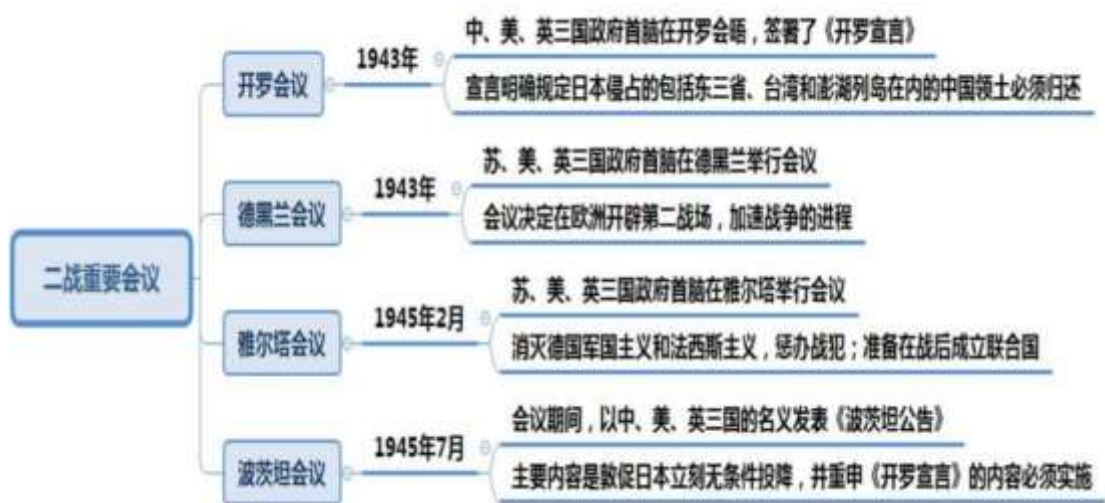 二战重要会议
开罗会议
1943年
中、美、英三国政府首脑在开罗会晤，签署了《开罗宣言》
宣言明确规定日本侵占的包括东三省、台湾和澎湖列岛在内的中国领土必须归还
德黑兰会议
1943年
苏、美、英三国政府首脑在德黑兰举行会议
会议决定在欧洲开辟第二战场，加速战争的进程
雅尔塔会议
1945年2月
苏、美、英三国政府首脑在雅尔塔举行会议
消灭德国军国主义和法西斯主义，惩办战犯；准备在战后成立联合国
波茨坦会议
1945年7月
会议期间，以中、美、英三国的名义发表《波茨坦公告》
主要内容是敦促日本立刻无条件投降，并重申《开罗宣言》的内容必须实施